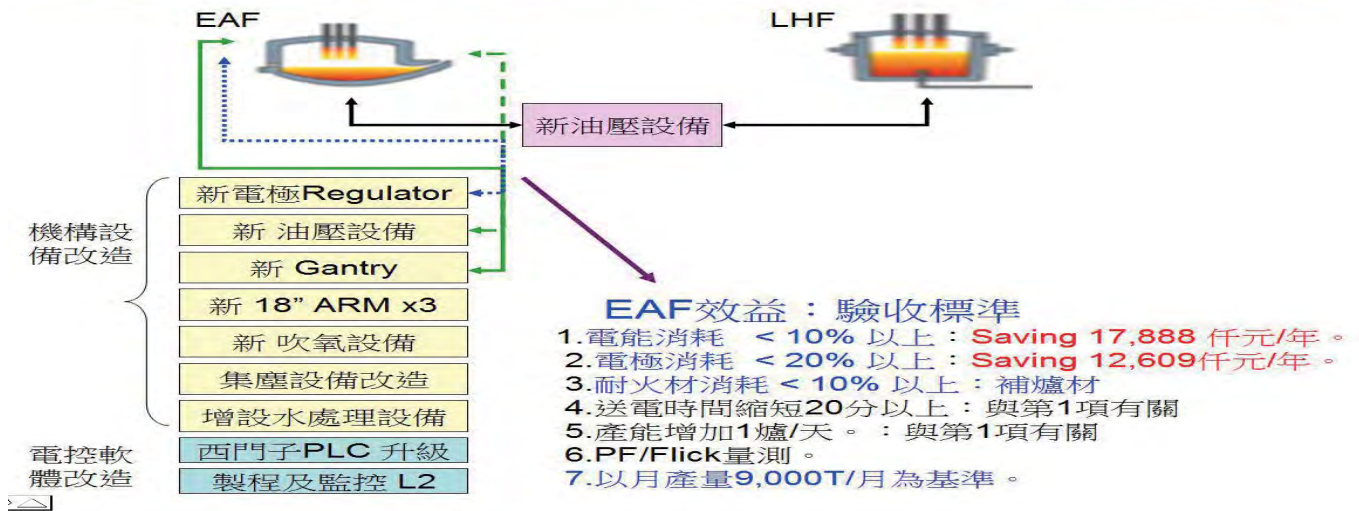 EAF
LHF
新油壓設備
機構設
備改造
新電極Regulator
新 油壓設備
新 Gantry
新 18” ARM x3
新 吹氧設備
集塵設備改造
增設水處理設備
電控軟
體改造
西門子PLC 升級
製程及監控 L2
EAF效益：驗收標準
1.電能消耗 < 10% 以上：Saving 17,888 仟元/年。
2.電極消耗 < 20% 以上：Saving 12,609仟元/年。
3.耐火材消耗 < 10% 以上：補爐材
4.送電時間縮短20分以上：與第1項有關
5.產能增加1爐/天。：與第1項有關
6.PF/Flick量測。
7.以月產量9,000T/月為基準。